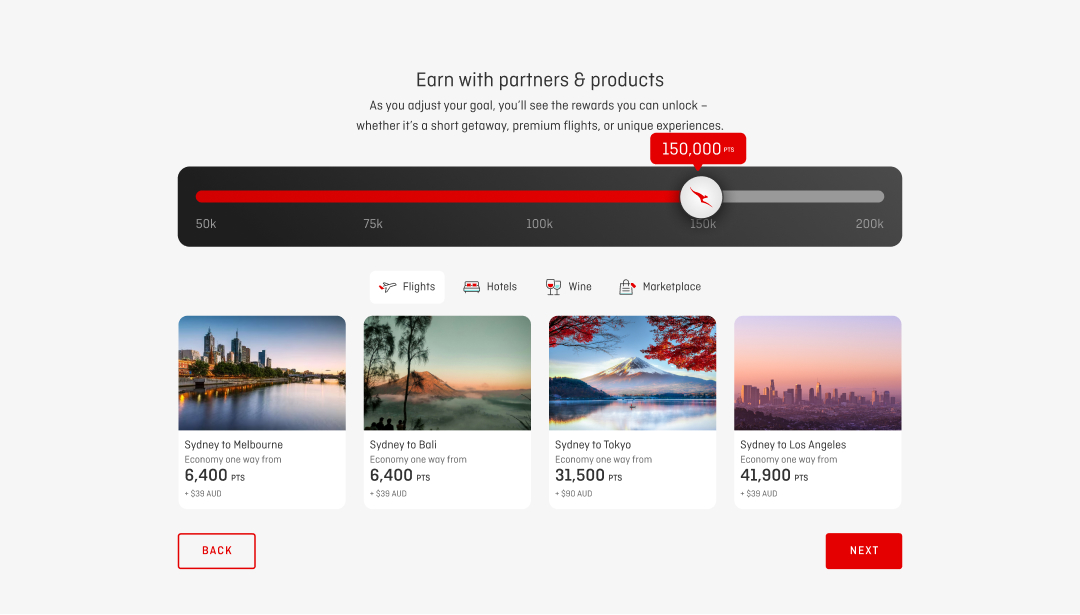 Earn with partners & products
As you adjust your goal, you'll see the rewards you can unlock –
whether it's a short getaway, premium flights, or unique experiences.
150,000 PTS
50k 75k 100k 150k 200k
Flights Hotels Wine Marketplace
Sydney to Melbourne
Economy one way from
6,400 PTS
+ $39 AUD
Sydney to Bali
Economy one way from
6,400 PTS
+ $39 AUD
Sydney to Tokyo
Economy one way from
31,500 PTS
+ $90 AUD
Sydney to Los Angeles
Economy one way from
41,900 PTS
+ $39 AUD
BACK NEXT